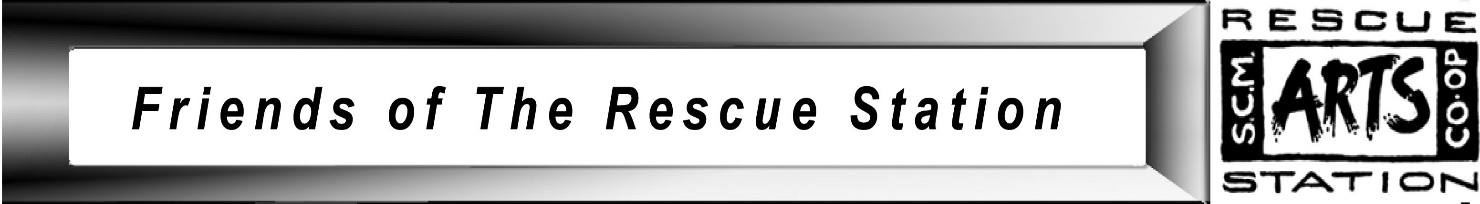 Friends of The Rescue Station
RESCUE
S.C.M.
ARTS
CO·OP
STATION